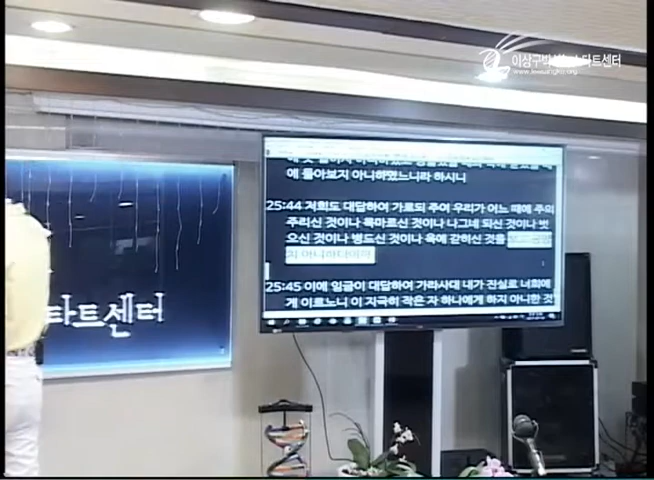 이상구박사 뉴스타트센터
www.leesangky.org
에 돌아보지 아니하였느니라 하시니
25:44 저희도 대답하여 가로되 주여 우리가 어느 때에 주의
주리신 것이나 목마르신 것이나 나그네 되신 것이나 벗
으신 것이나 병드신 것이나 옥에 갇히신 것을
25:45 이에 임금이 대답하여 가라사대 내가 진실로 너희에
게 이르노니 이 지극히 작은 자 하나에게 하지 아니한 것
타트센터